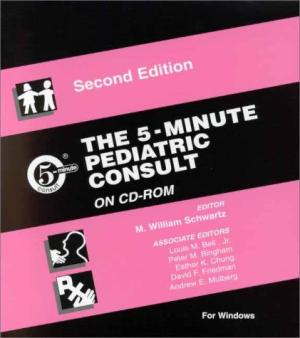 Second Edition
5-minute
consult
®
THE 5-MINUTE
PEDIATRIC
CONSULT
ON CD-ROM
EDITOR
M. William Schwartz
ASSOCIATE EDITORS
Louis M. Bell, Jr.
Peter M. Bingham
Esther K. Chung
David F. Friedman
Andrew E. Mulberg
For Windows